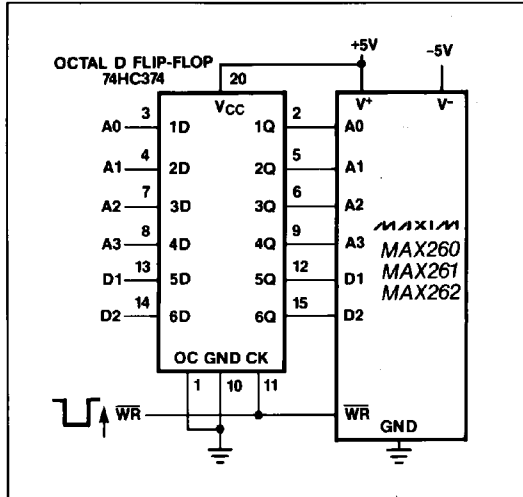 OCTAL D FLIP-FLOP
74HC374
+5V
-5V
20
VCC
V+
V-
A0 3 1D 1Q 2 A0
A1 4 2D 2Q 5 A1
A2 7 3D 3Q 6 A2
A3 8 4D 4Q 9 A3
D1 13 5D 5Q 12 D1
D2 14 6D 6Q 15 D2
MAXIM
MAX260
MAX261
MAX262
OC GND CK
1 10 11
WR
WR
GND